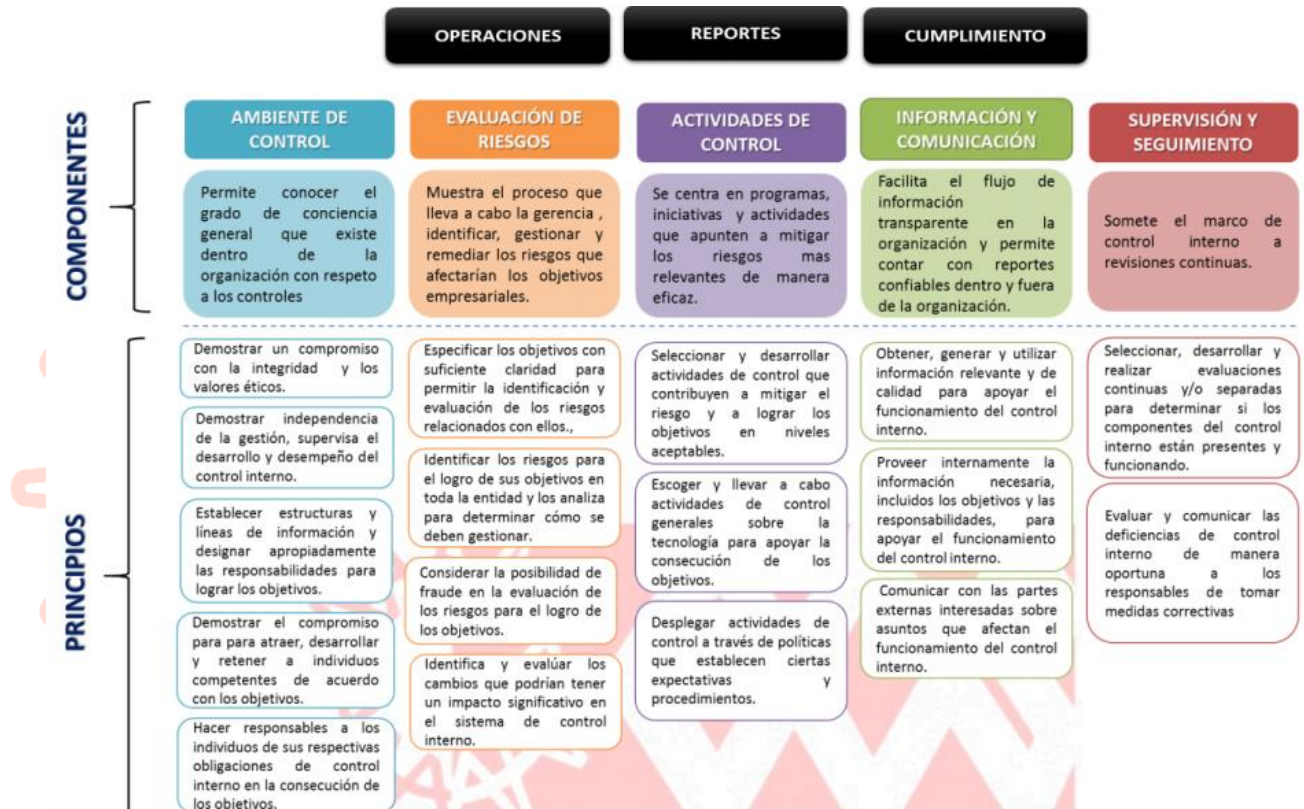 OPERACIONES
REPORTES
CUMPLIMIENTO
COMPONENTES
AMBIENTE DE
CONTROL
EVALUACIÓN DE
RIESGOS
ACTIVIDADES DE
CONTROL
INFORMACIÓN Y
COMUNICACIÓN
SUPERVISIÓN Y
SEGUIMIENTO
Permite conocer el
grado de conciencia
general que existe
dentro de la
organización con respeto
a los controles
Muestra el proceso que
lleva a cabo la gerencia ,
identificar, gestionar y
remediar los riesgos que
afectarían los objetivos
empresariales.
Se centra en programas,
iniciativas y actividades
que apunten a mitigar
los riesgos mas
relevantes de manera
eficaz.
Facilita el flujo de
información
transparente en la
organización y permite
contar con reportes
confiables dentro y fuera
de la organización.
Somete el marco de
control interno a
revisiones continuas.
PRINCIPIOS
Demostrar un compromiso
con la integridad y los
valores éticos.
Demostrar independencia
de la gestión, supervisa el
desarrollo y desempeño del
control interno.
Establecer estructuras y
líneas de información y
designar apropiadamente
las responsabilidades para
lograr los objetivos.
Demostrar el compromiso
para para atraer, desarrollar
y retener a individuos
competentes de acuerdo
con los objetivos.
Hacer responsables a los
individuos de sus respectivas
obligaciones de control
interno en la consecución de
los objetivos.
Especificar los objetivos con
suficiente claridad para
permitir la identificación y
evaluación de los riesgos
relacionados con ellos.,
Identificar los riesgos para
el logro de sus objetivos en
toda la entidad y los analiza
para determinar cómo se
deben gestionar.
Considerar la posibilidad de
fraude en la evaluación de
los riesgos para el logro de
los objetivos.
Identifica y evalúar los
cambios que podrían tener
un impacto significativo en
el sistema de control
interno.
Seleccionar y desarrollar
actividades de control que
contribuyen a mitigar el
riesgo y a lograr los
objetivos en niveles
aceptables.
Escoger y llevar a cabo
actividades de control
generales sobre la
tecnología para apoyar la
consecución de los
objetivos.
Desplegar actividades de
control a través de políticas
que establecen ciertas
expectativas y
procedimientos.
Obtener, generar y utilizar
información relevante y de
calidad para apoyar el
funcionamiento del control
interno.
Proveer internamente la
información necesaria,
incluidos los objetivos y las
responsabilidades, para
apoyar el funcionamiento
del control interno.
Comunicar con las partes
externas interesadas sobre
asuntos que afectan el
funcionamiento del control
interno.
Seleccionar, desarrollar y
realizar evaluaciones
continuas y/o separadas
para determinar si los
componentes del control
interno están presentes y
funcionando.
Evaluar y comunicar las
deficiencias de control
interno de manera
oportuna a los
responsables de tomar
medidas correctivas